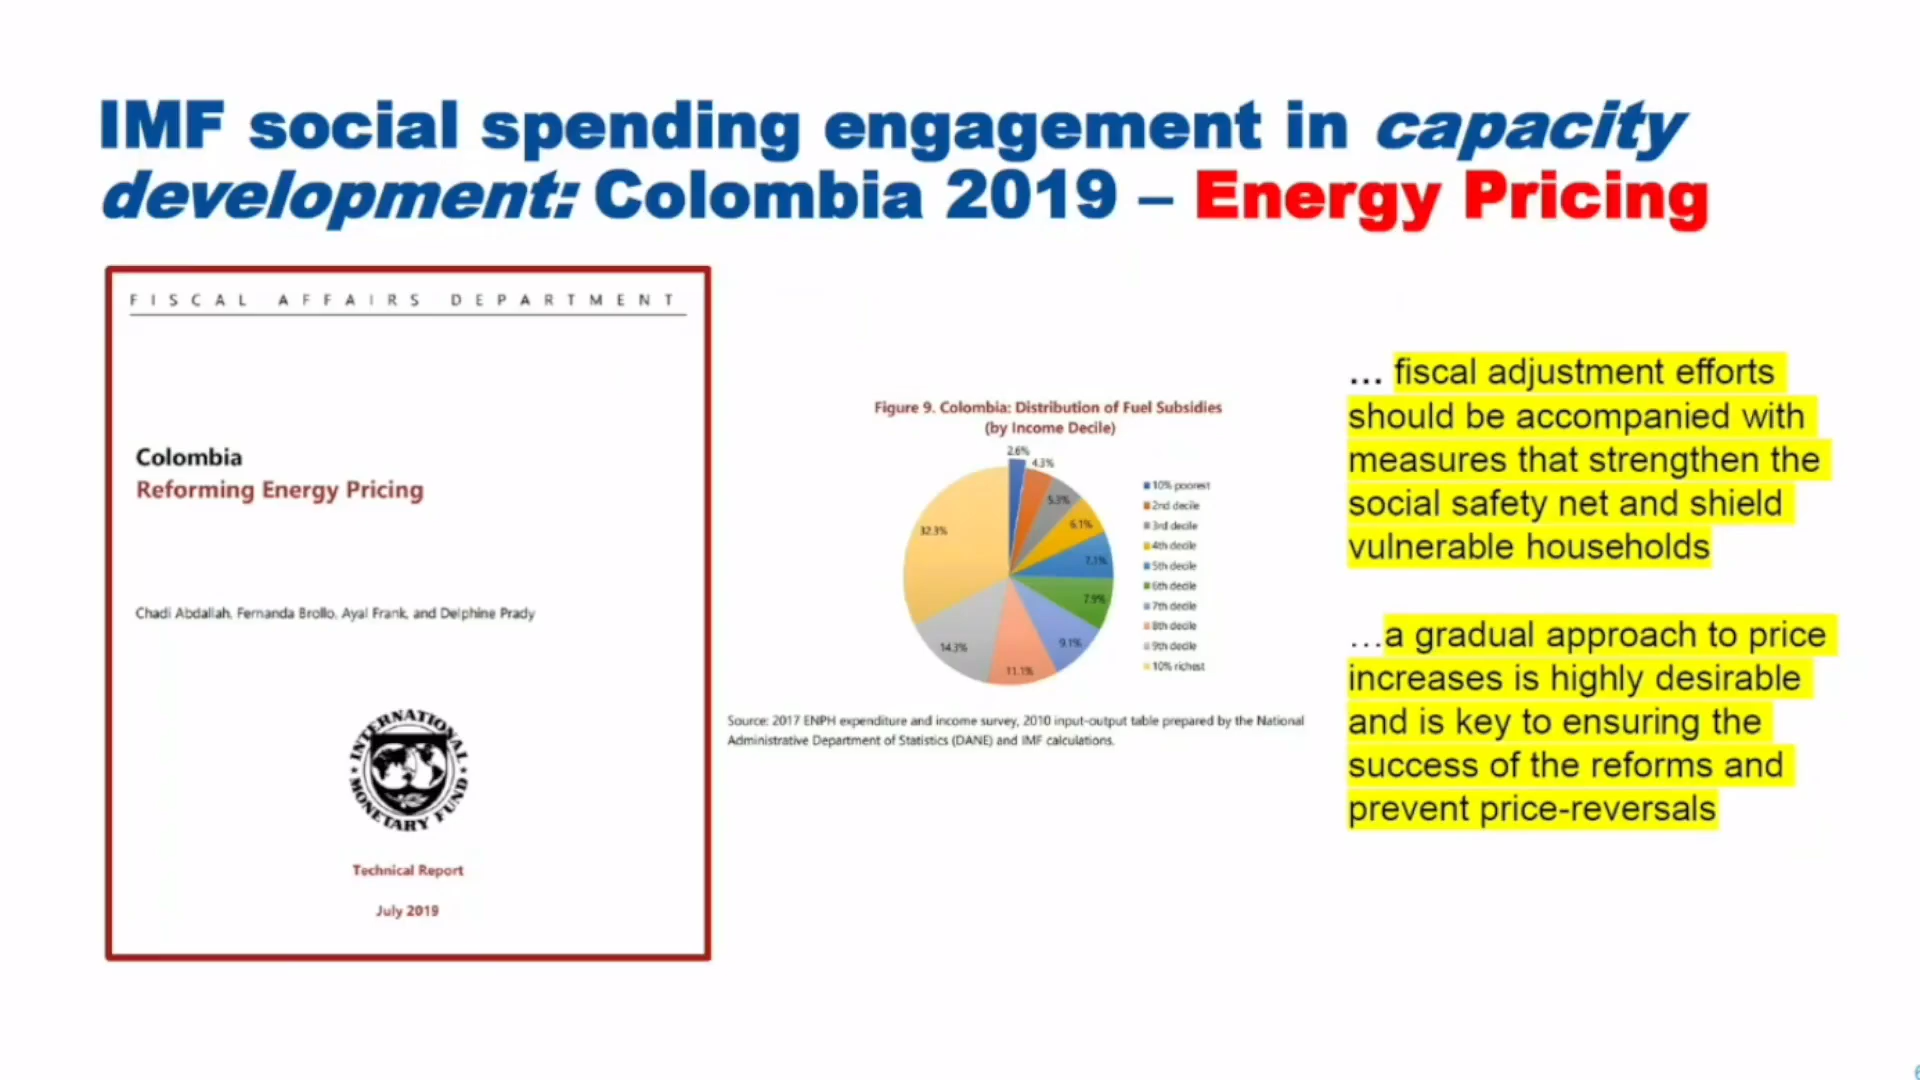 IMF social spending engagement in capacity
development: Colombia 2019 – Energy Pricing
FISCAL AFFAIRS DEPARTMENT
Colombia
Reforming Energy Pricing
Chadi Abdallah, Fernanda Brollo, Ayal Frank, and Delphine Prady
INTERNATIONAL
MONETARY FUND
Technical Report
July 2019
Figure 9. Colombia: Distribution of Fuel Subsidies
(by Income Decile)
2.6%
4.3%
5.3%
6.1%
7.1%
7.9%
9.1%
11.1%
14.3%
32.3%
10% poorest
2nd decile
3rd decile
4th decile
5th decile
6th decile
7th decile
8th decile
9th decile
10% richest
Source: 2017 ENPH expenditure and income survey, 2010 input-output table prepared by the National
Administrative Department of Statistics (DANE) and IMF calculations.
... fiscal adjustment efforts
should be accompanied with
measures that strengthen the
social safety net and shield
vulnerable households
...a gradual approach to price
increases is highly desirable
and is key to ensuring the
success of the reforms and
prevent price-reversals